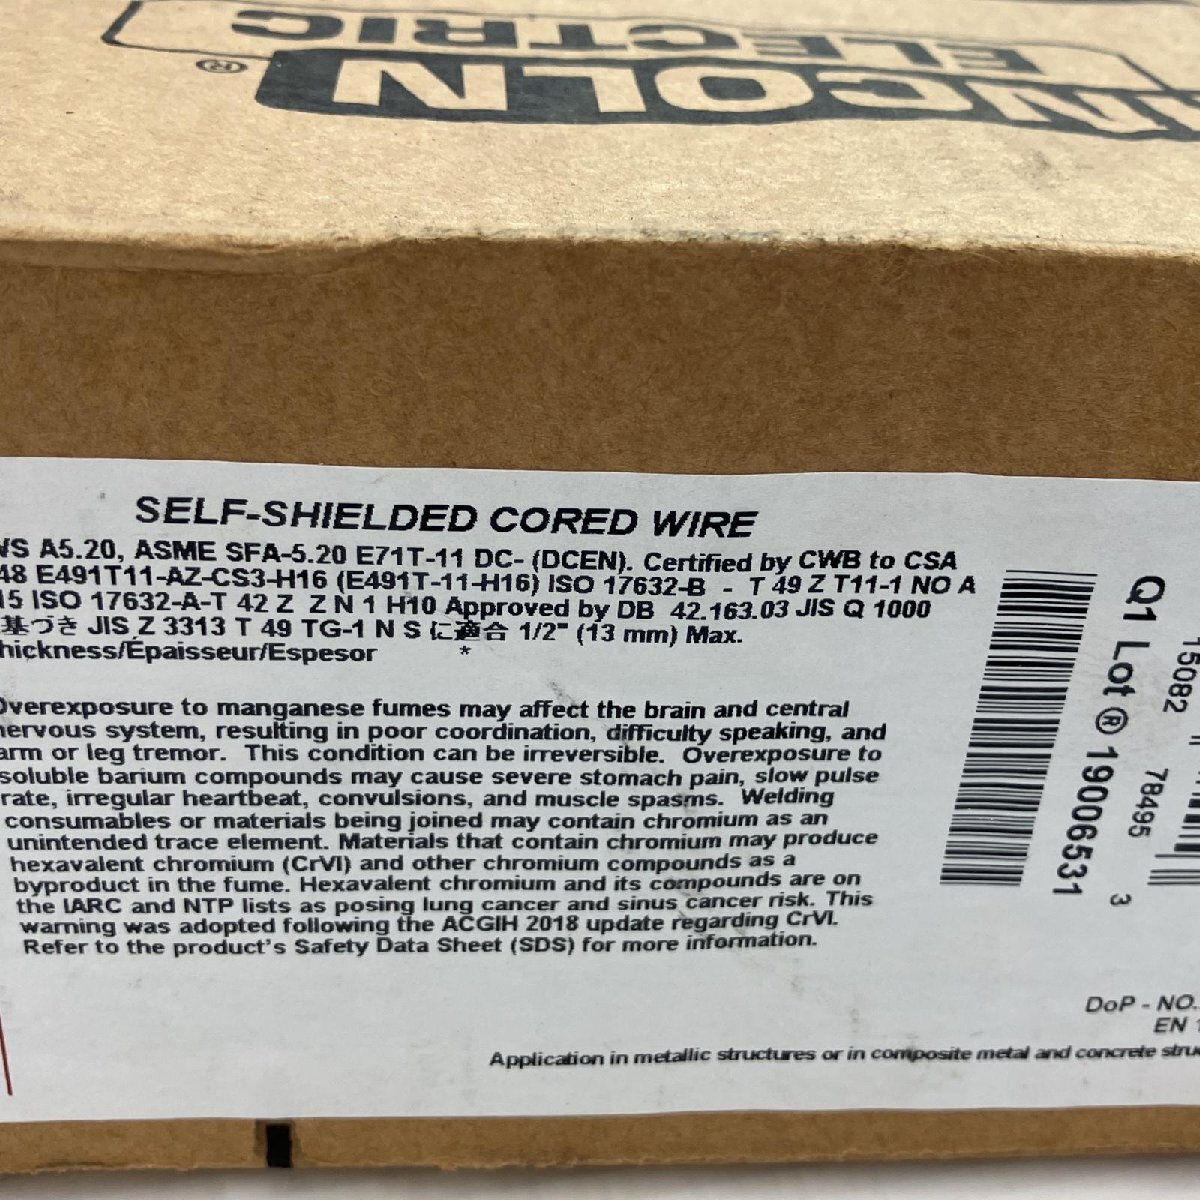 ELECTRIC
NCOLN
®
SELF-SHIELDED CORED WIRE
WS A5.20, ASME SFA-5.20 E71T-11 DC- (DCEN). Certified by CWB to CSA
48 E491T11-AZ-CS3-H16 (E491T-11-H16) ISO 17632-B - T 49 Z T11-1 NO A
15 ISO 17632-A-T 42 Z Z N 1 H10 Approved by DB 42.163.03 JIS Q 1000
基づき JIS Z 3313 T 49 TG-1 N S に適合 1/2" (13 mm) Max.
hickness/Épaisseur/Espesor *
Overexposure to manganese fumes may affect the brain and central
nervous system, resulting in poor coordination, difficulty speaking, and
arm or leg tremor. This condition can be irreversible. Overexposure to
soluble barium compounds may cause severe stomach pain, slow pulse
rate, irregular heartbeat, convulsions, and muscle spasms. Welding
consumables or materials being joined may contain chromium as an
unintended trace element. Materials that contain chromium may produce
hexavalent chromium (CrVI) and other chromium compounds as a
byproduct in the fume. Hexavalent chromium and its compounds are on
the IARC and NTP lists as posing lung cancer and sinus cancer risk. This
warning was adopted following the ACGIH 2018 update regarding CrVI.
Refer to the product's Safety Data Sheet (SDS) for more information.
Q1 Lot ® 19006531
15082 78495 3
DoP - NO.
EN 1
Application in metallic structures or in composite metal and concrete stru